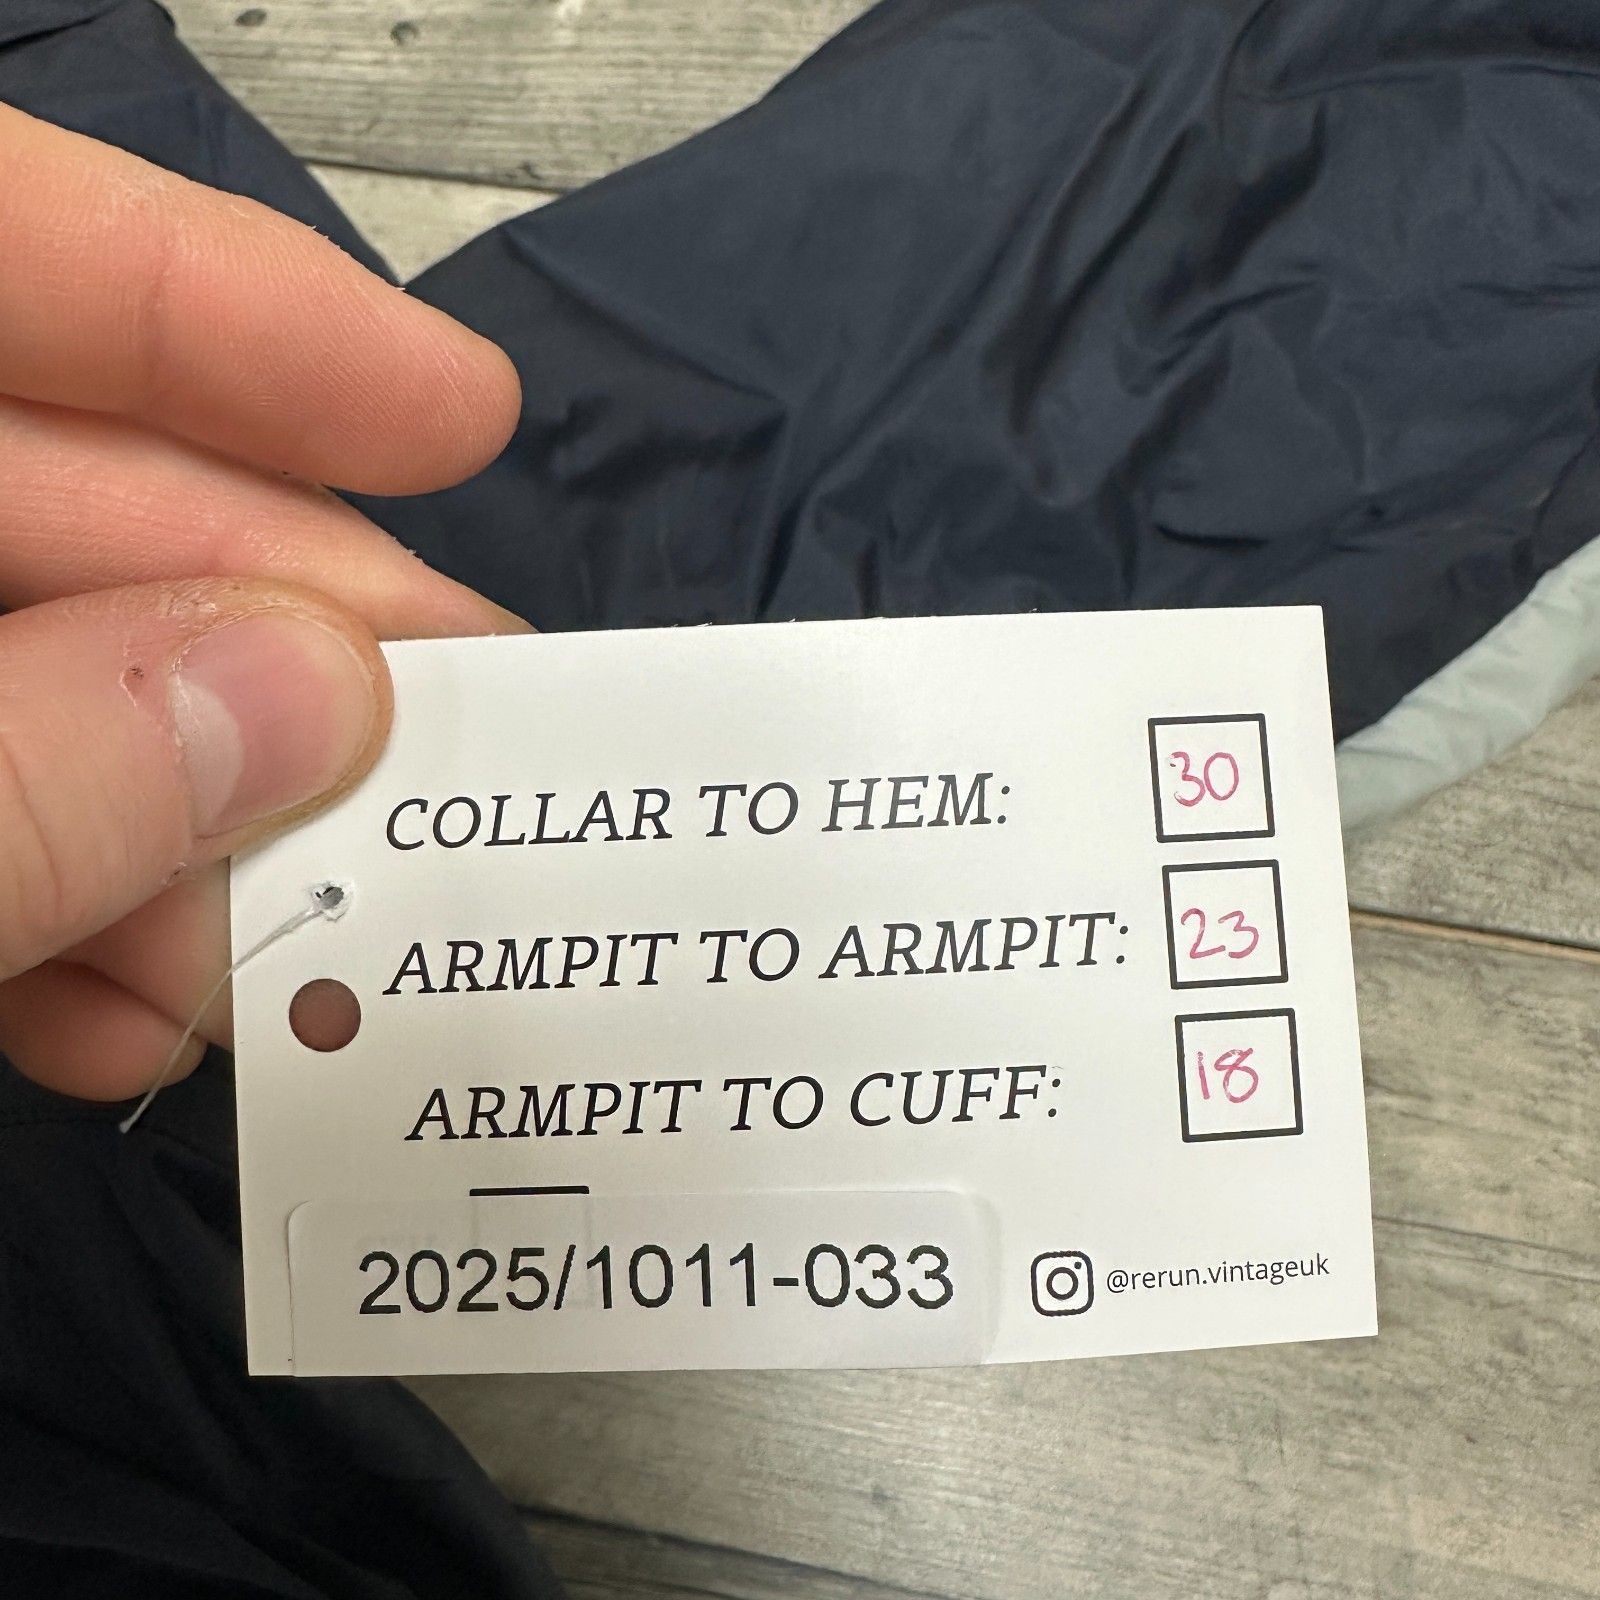 COLLAR TO HEM: 30
ARMPIT TO ARMPIT: 23
ARMPIT TO CUFF: 18
2025/1011-033
@rerun.vintageuk